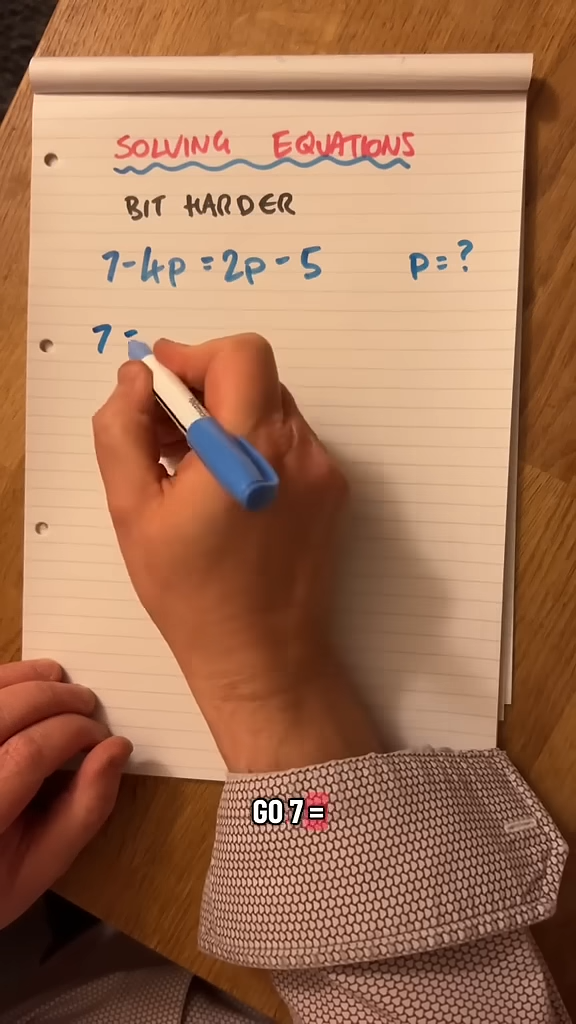 SOLVING EQUATIONS
BIT HARDER
7-4p=2p-5 p=?
7=
GO 7 =